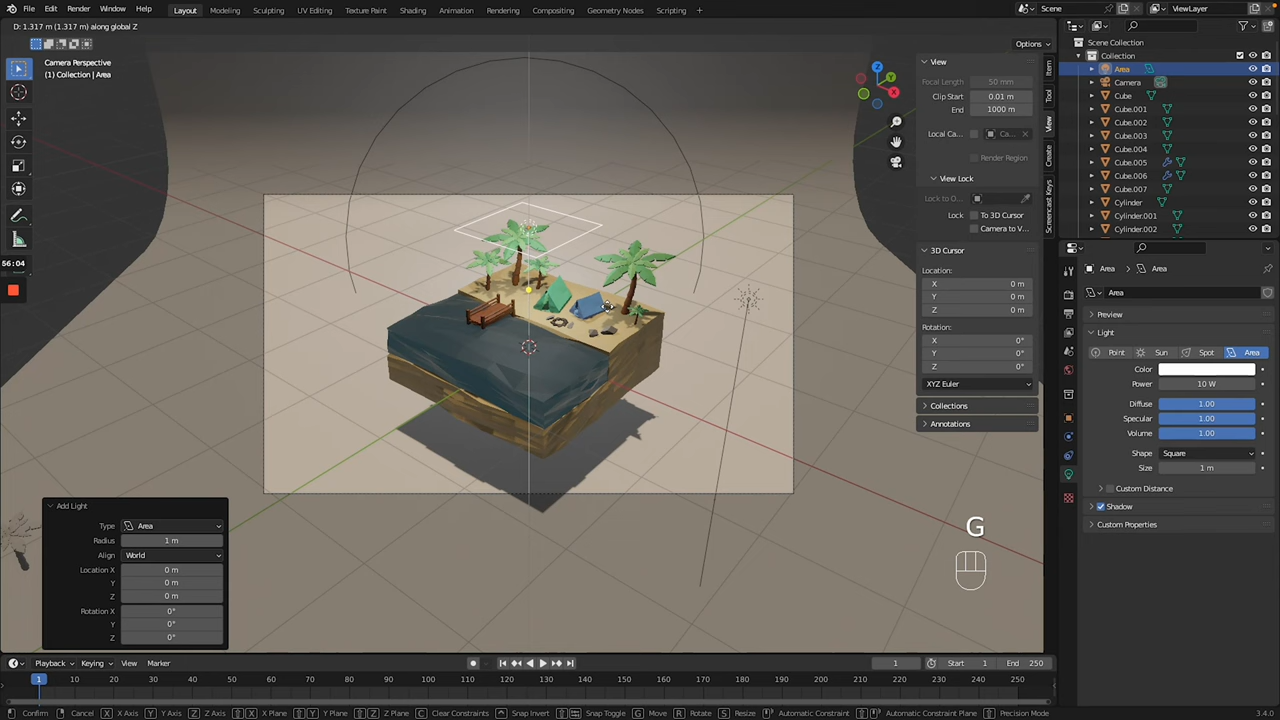 File Edit Render Window Help Layout Modeling Sculpting UV Editing Texture Paint Shading Animation Rendering Compositing Geometry Nodes Scripting + Scene ViewLayer
D: 1.317 m (1.317 m) along global Z
Options
Camera Perspective
(1) Collection | Area
56:04
Z
Y
X
View
Focal Length 50 mm
Clip Start 0.01 m
End 1000 m
Local Ca... Ca...
Render Region
View Lock
Lock to O...
Lock To 3D Cursor
Camera to V...
3D Cursor
Location:
X 0 m
Y 0 m
Z 0 m
Rotation:
X 0°
Y 0°
Z 0°
XYZ Euler
Collections
Annotations
Item
Tool
View
Create
Screencast Keys
Scene Collection
Collection
Area
Camera
Cube
Cube.001
Cube.002
Cube.003
Cube.004
Cube.005
Cube.006
Cube.007
Cylinder
Cylinder.001
Cylinder.002
Area Area
Area
Preview
Light
Point Sun Spot Area
Color
Power 10 W
Diffuse 1.00
Specular 1.00
Volume 1.00
Shape Square
Size 1 m
Custom Distance
Shadow
Custom Properties
Add Light
Type Area
Radius 1 m
Align World
Location X 0 m
Y 0 m
Z 0 m
Rotation X 0°
Y 0°
Z 0°
G
Playback Keying View Marker 1 Start 1 End 250
1 10 20 30 40 50 60 70 80 90 100 110 120 130 140 150 160 170 180 190 200 210 220 230 240 250
Confirm Cancel X X Axis Y Y Axis Z Z Axis X X Plane Y Y Plane Z Z Plane C Clear Constraints Snap Invert Snap Toggle G Move R Rotate S Resize Automatic Constraint Automatic Constraint Plane Precision Mode 3.4.0